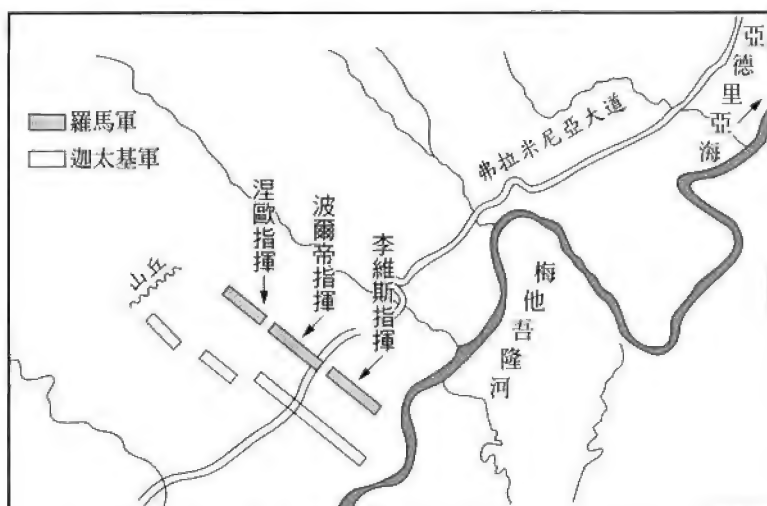 羅馬軍
迦太基軍
山丘
涅歐指揮
波爾帝指揮
李維斯指揮
弗拉米尼亞大道
亞德里亞海
梅他吾隆河